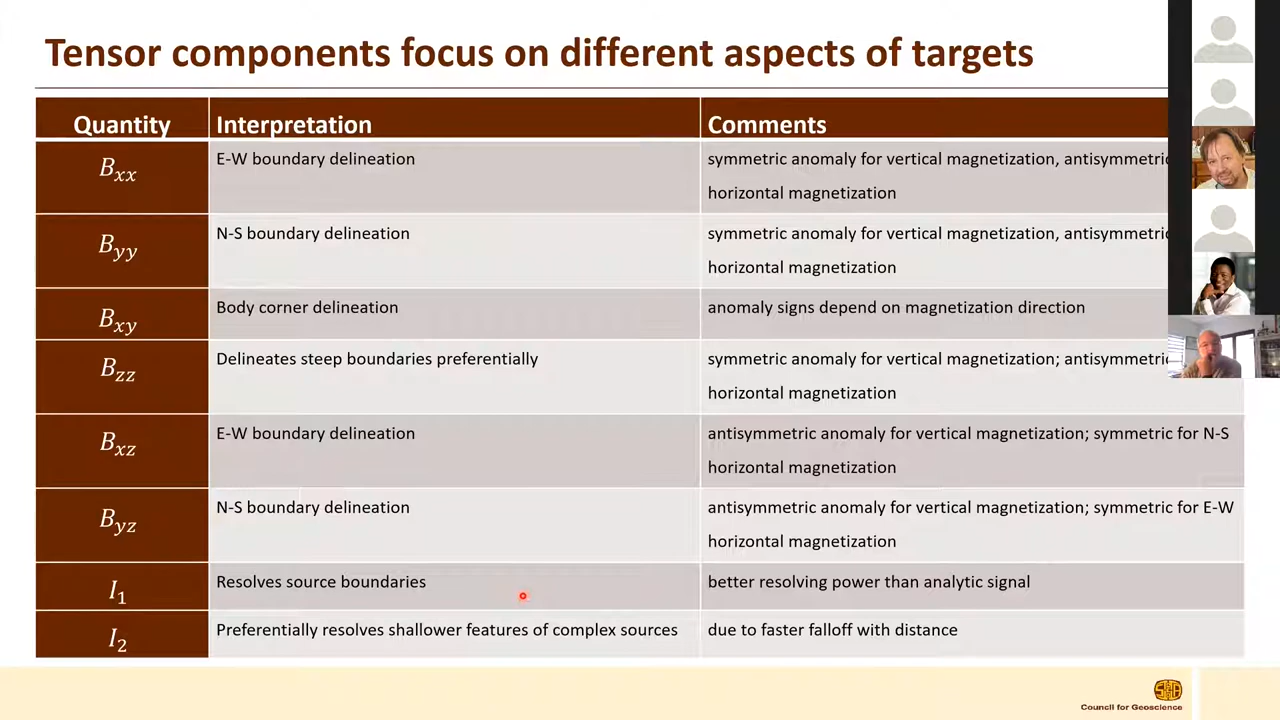 Tensor components focus on different aspects of targets
Quantity Interpretation Comments
Bxx E-W boundary delineation symmetric anomaly for vertical magnetization,
horizontal magnetization
Byy N-S boundary delineation symmetric anomaly for vertical magnetization,
horizontal magnetization
Bxy Body corner delineation anomaly signs depend on magnetization direction
Bzz Delineates steep boundaries preferentially symmetric anomaly for vertical magnetization;
horizontal magnetization
Bxz E-W boundary delineation antisymmetric anomaly for vertical magnetization; symmetric for N-S
horizontal magnetization
Byz N-S boundary delineation antisymmetric anomaly for vertical magnetization; symmetric for E-W
horizontal magnetization
I1 Resolves source boundaries better resolving power than analytic signal
I2 Preferentially resolves shallower features of complex sources due to faster falloff with distance
Council for Geoscience